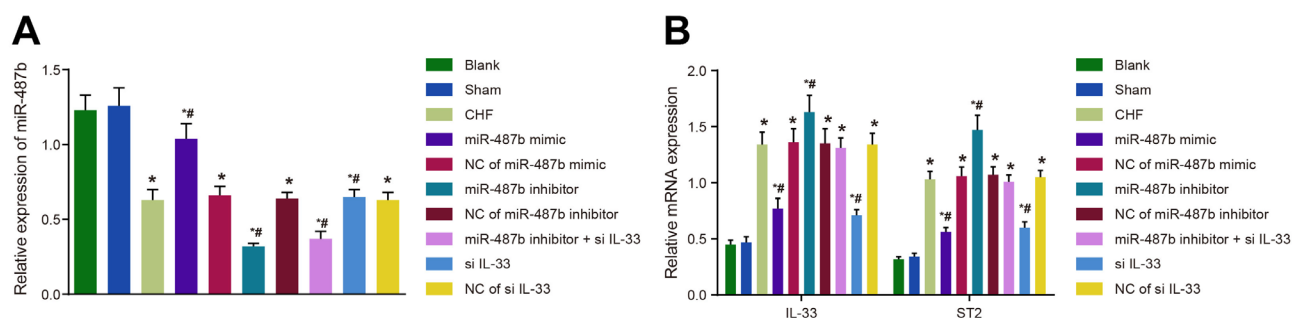 A
Relative expression of miR-487b
1.5
1.0
0.5
0.0
*
*#
*
*#
*
*#
*#
*
Blank
Sham
CHF
miR-487b mimic
NC of miR-487b mimic
miR-487b inhibitor
NC of miR-487b inhibitor
miR-487b inhibitor + si IL-33
si IL-33
NC of si IL-33
B
Relative mRNA expression
2.0
1.5
1.0
0.5
0.0
*
*#
*
*#
*
*
*#
*
*
*#
*
*#
*
*
*#
*
IL-33
ST2
Blank
Sham
CHF
miR-487b mimic
NC of miR-487b mimic
miR-487b inhibitor
NC of miR-487b inhibitor
miR-487b inhibitor + si IL-33
si IL-33
NC of si IL-33